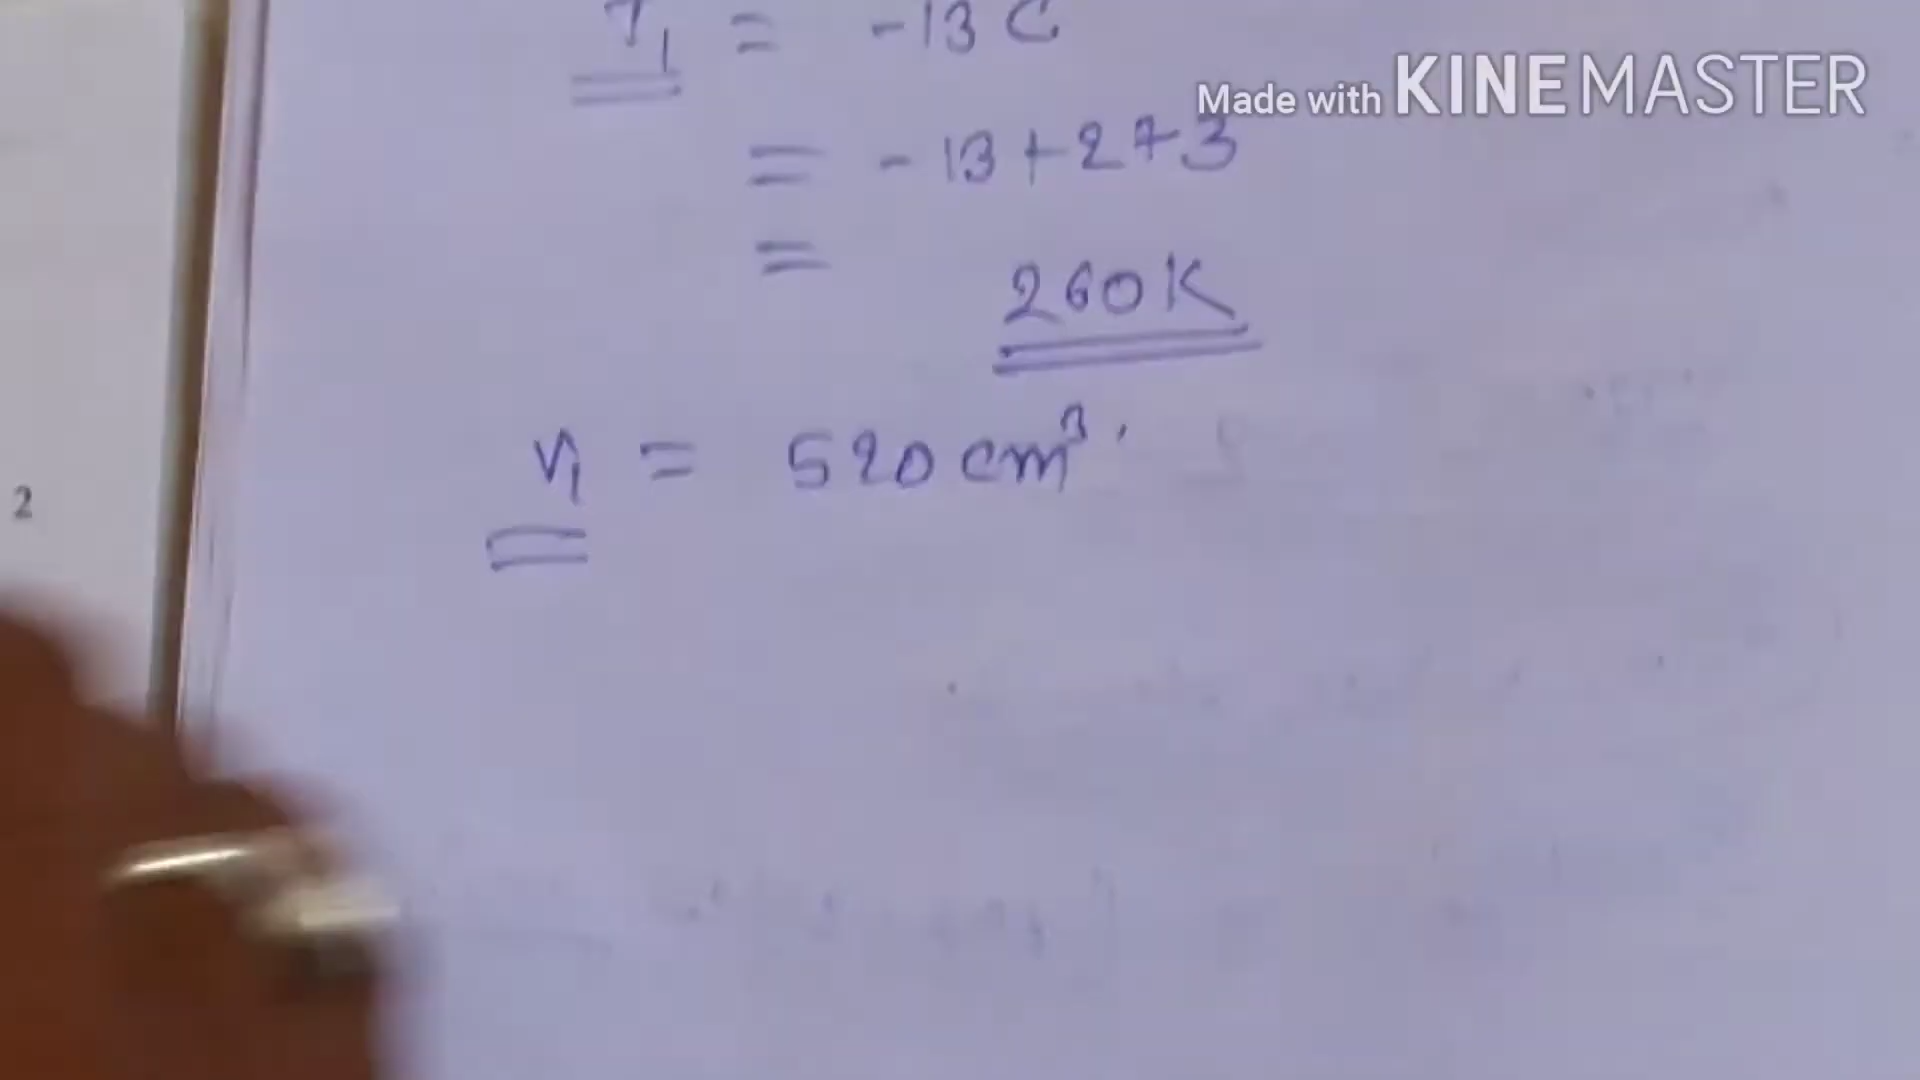 T₁ = -13 C
Made with KINEMASTER
= -13 + 273
= 260K
V₁ = 520 cm³.
2